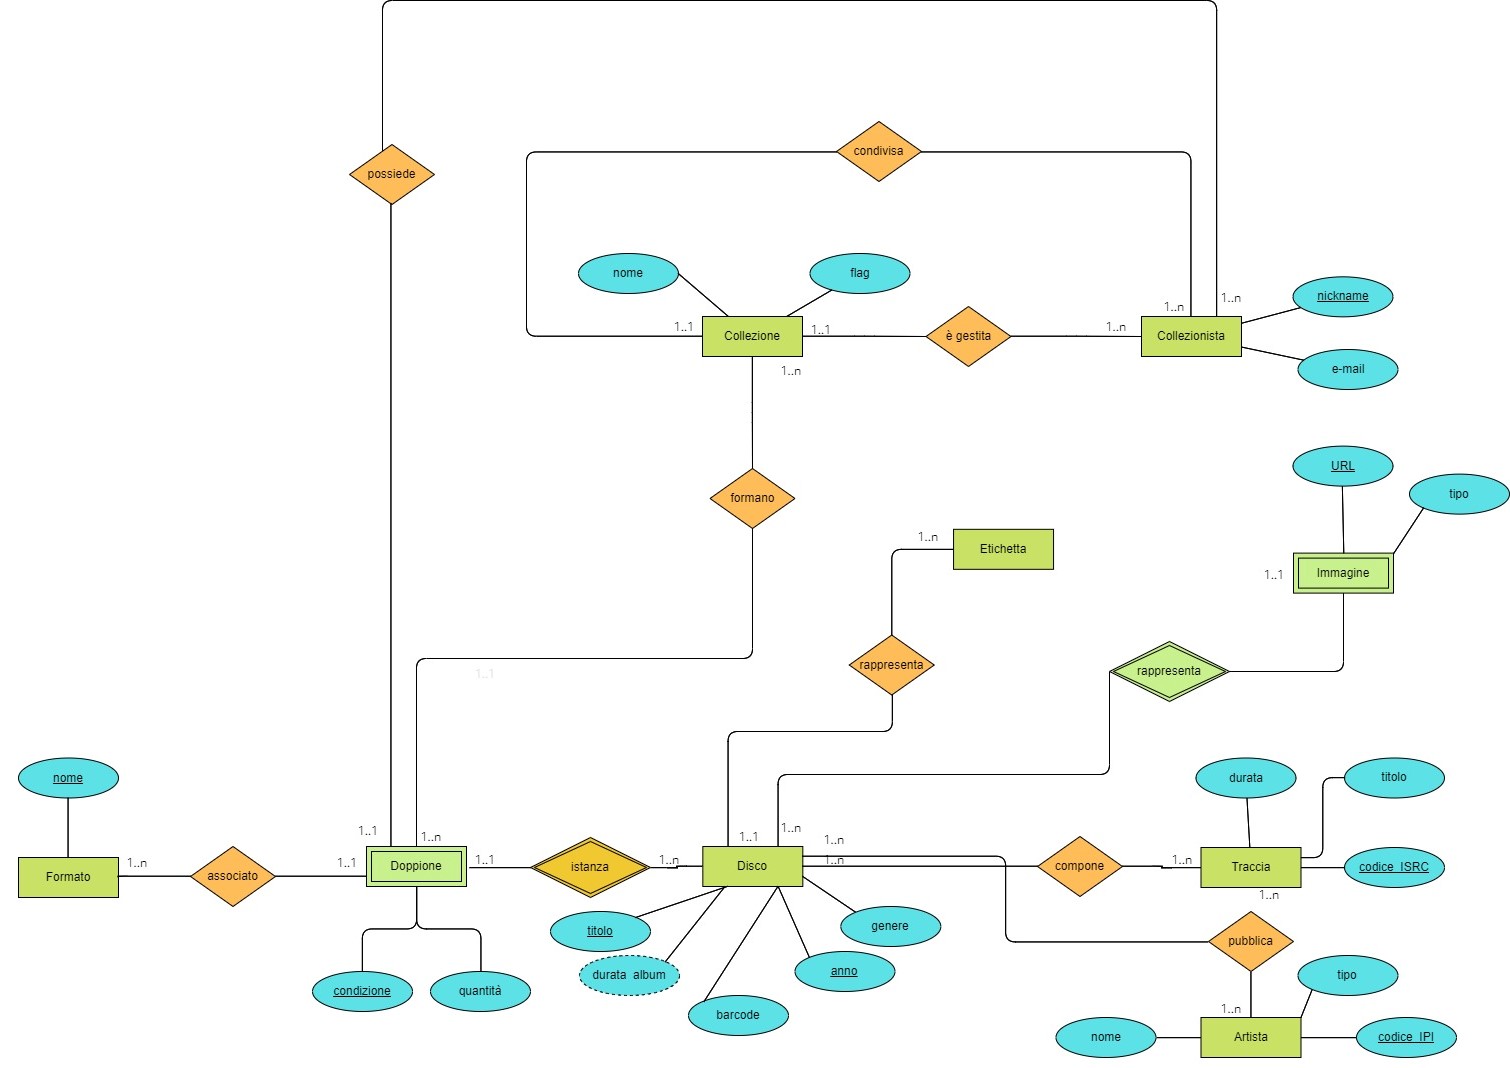 condivisa
possiede
nome
flag
nickname
1..n
1..n
1..1
Collezione
1..1
è gestita
1..n
Collezionista
e-mail
1..n
URL
tipo
formano
1..n
Etichetta
1..1
Immagine
rappresenta
rappresenta
1..1
nome
durata
titolo
1..1
1..n
1..1
1..n
1..n
Formato
1..n
associato
1..1
Doppione
1..1
istanza
1..n
Disco
1..n
compone
1..n
Traccia
codice_ISRC
1..n
titolo
genere
pubblica
durata_album
anno
tipo
condizione
quantità
barcode
1..n
nome
Artista
codice_IPI